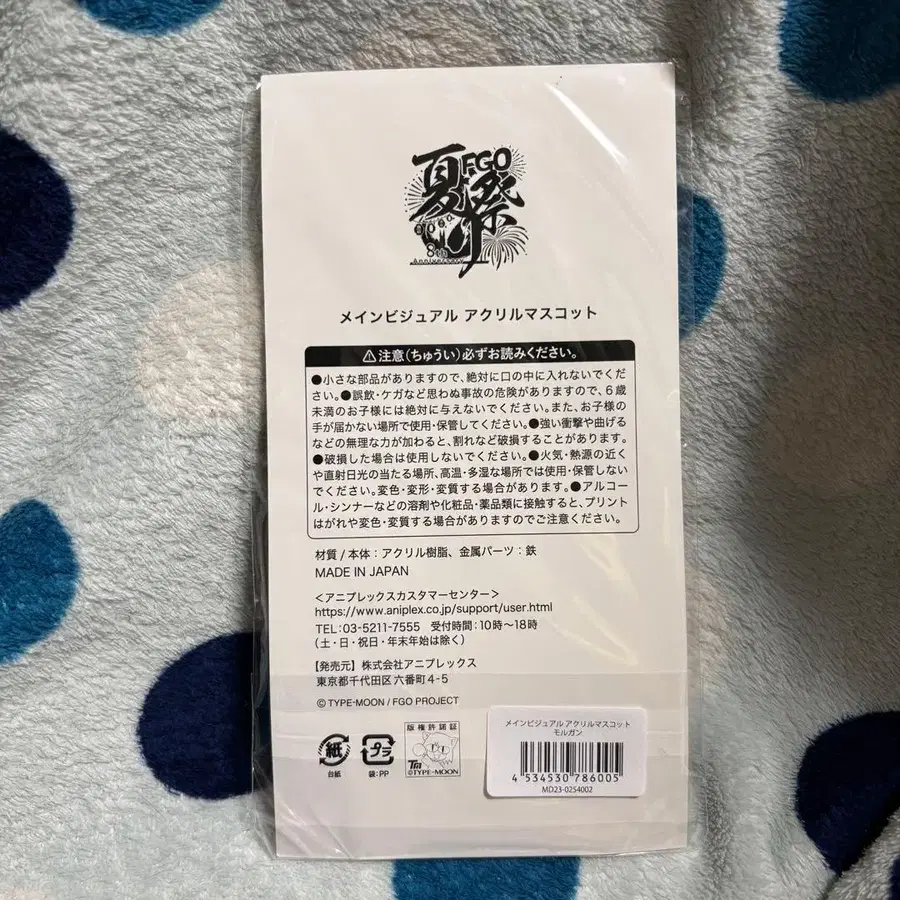 FGO
夏祭り
2023
8th
Anniversary
メインビジュアル アクリルマスコット
⚠注意(ちゅうい)必ずお読みください。
●小さな部品がありますので、絶対に口の中に入れないでくだ
さい。●誤飲・ケガなど思わぬ事故の危険がありますので、6歳
未満のお子様には絶対に与えないでください。また、お子様の
手が届かない場所で使用・保管してください。●強い衝撃や曲げる
などの無理な力が加わると、割れなど破損することがあります。
●破損した場合は使用しないでください。●火気・熱源の近く
や直射日光の当たる場所、高温・多湿な場所では使用・保管しない
でください。変色・変形・変質する場合があります。●アルコー
ル・シンナーなどの溶剤や化粧品・薬品類に接触すると、プリント
はがれや変色・変質する場合がありますのでご注意ください。
材質 / 本体：アクリル樹脂、金属パーツ：鉄
MADE IN JAPAN
＜アニプレックスカスタマーセンター＞
https://www.aniplex.co.jp/support/user.html
TEL：03-5211-7555 受付時間：10時～18時
(土・日・祝日・年末年始は除く)
【発売元】株式会社アニプレックス
東京都千代田区六番町4-5
© TYPE-MOON / FGO PROJECT
紙
台紙
プラ
袋：PP
版権許諾証
TM
©TYPE-MOON
メインビジュアル アクリルマスコット
モルガン
4 534530 786005
MD23-0254002